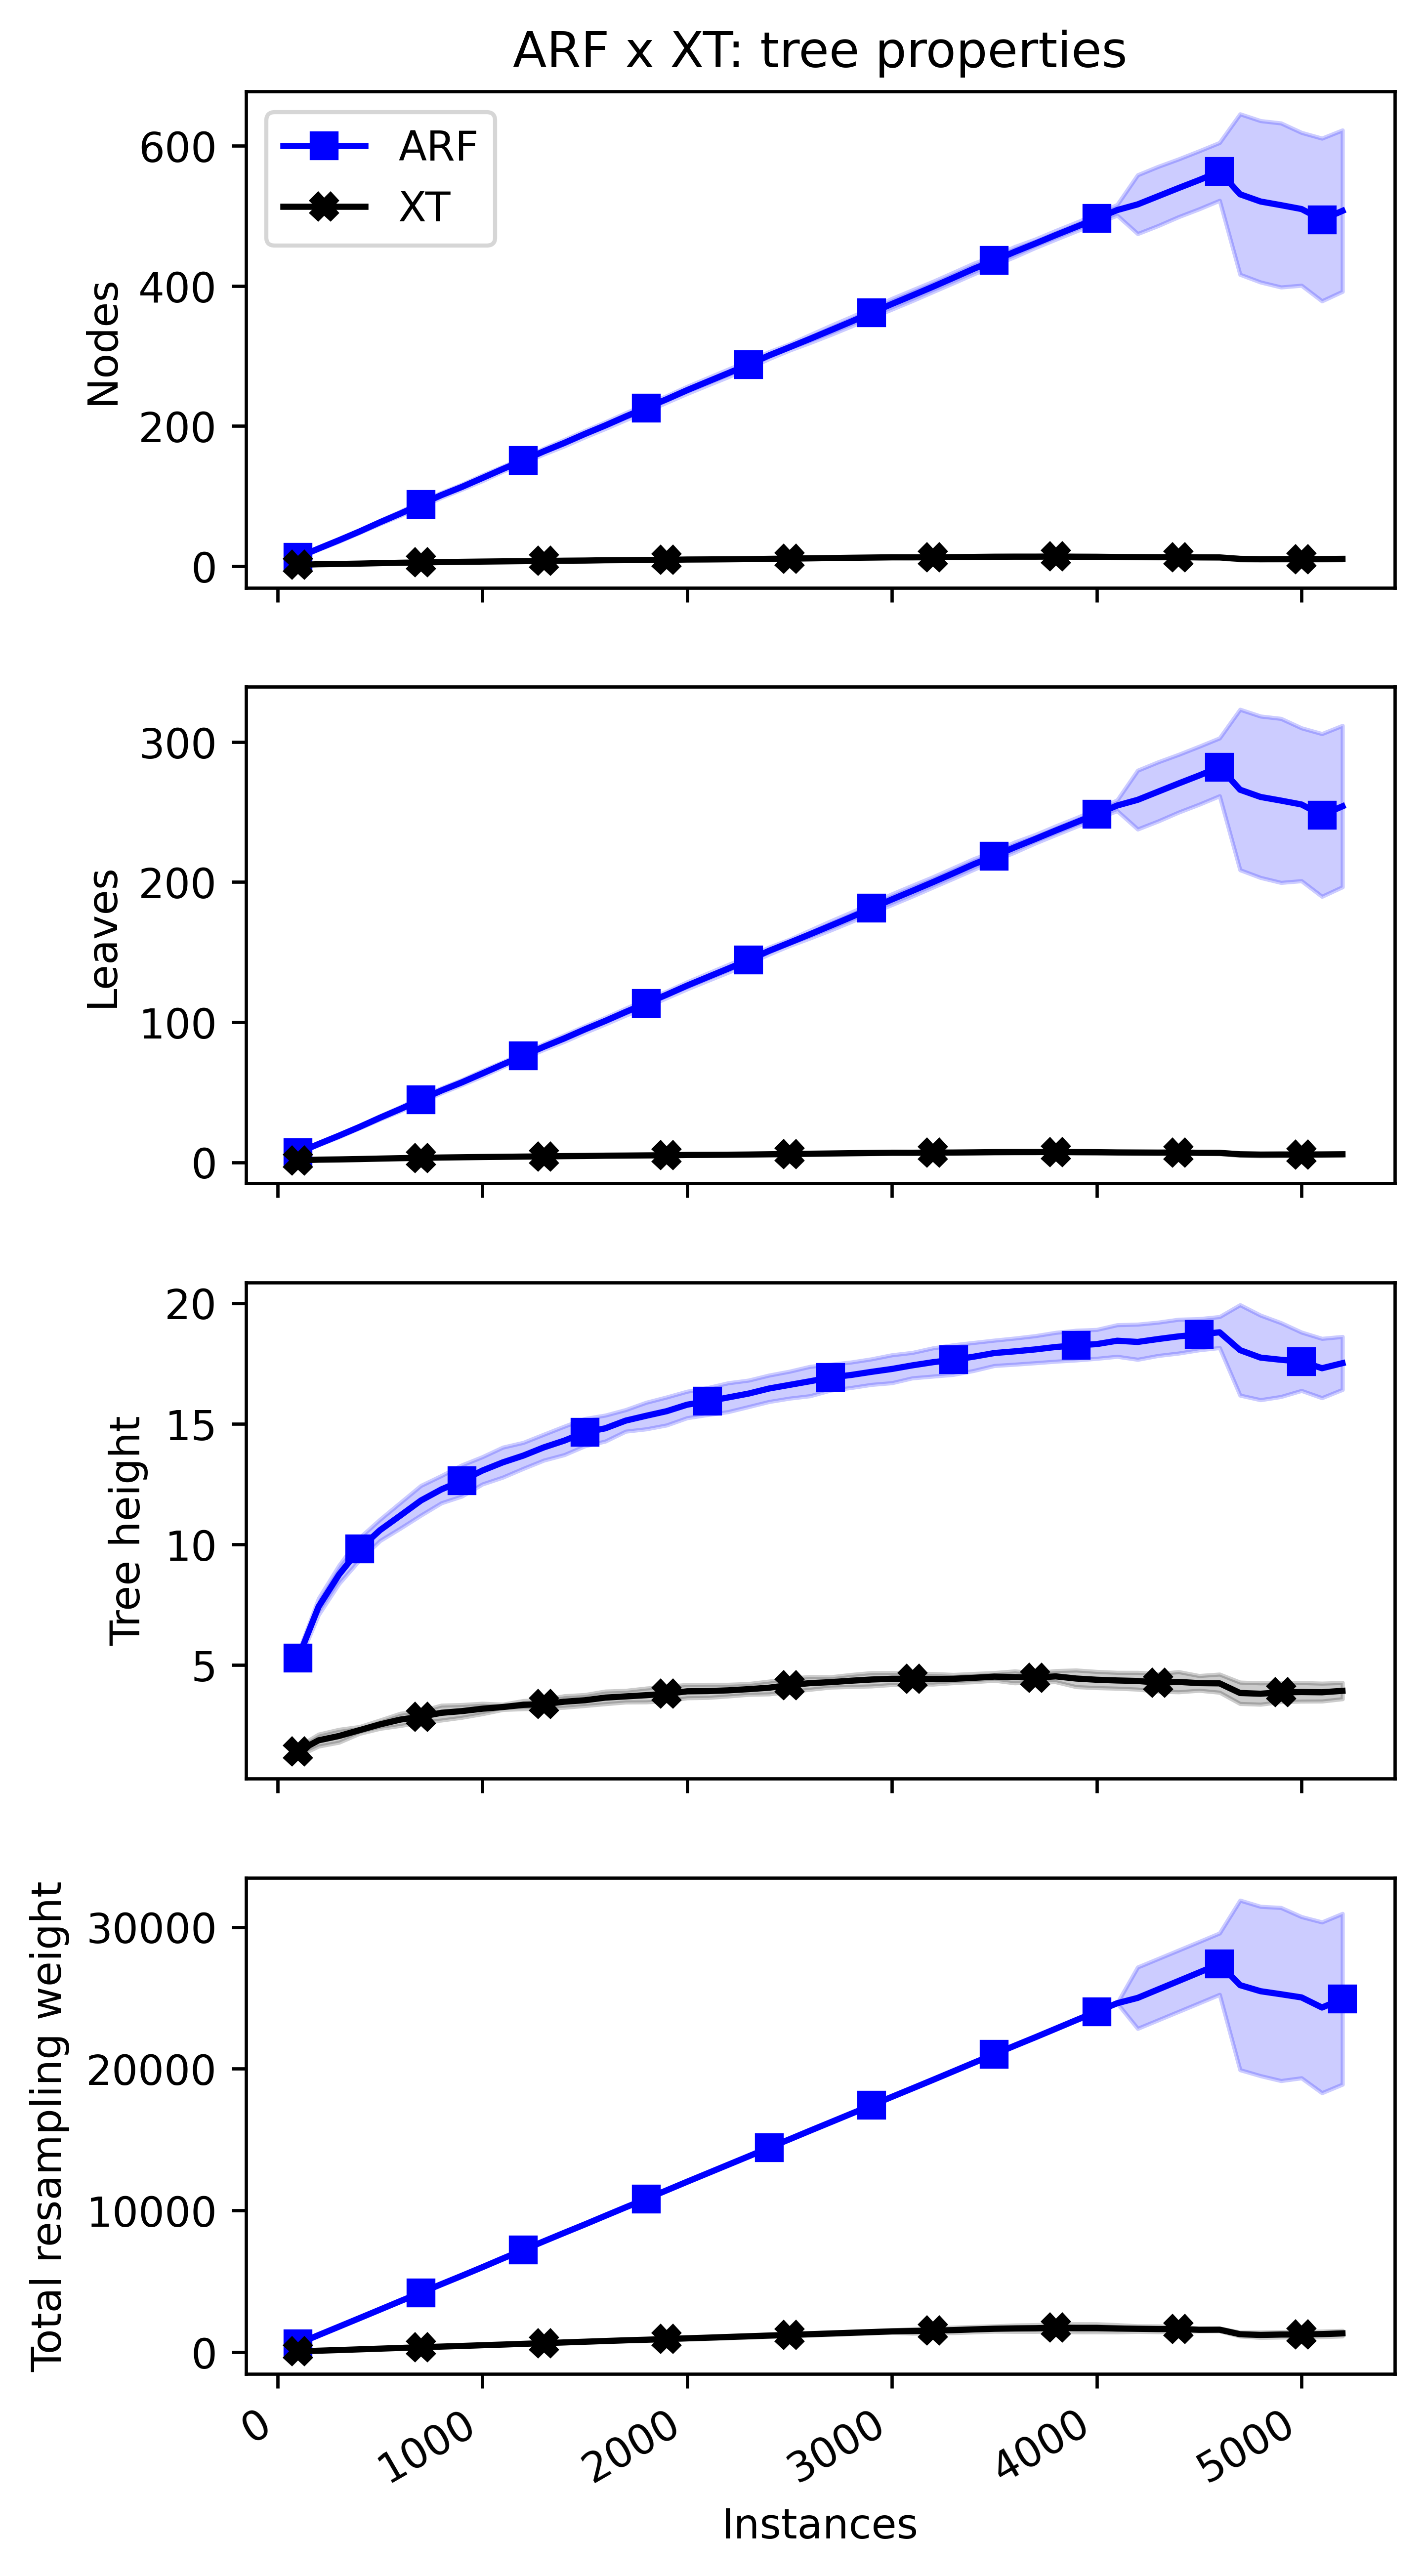 ARF x XT: tree properties
ARF
XT
600
400
200
0
Nodes
300
200
100
0
Leaves
20
15
10
5
Tree height
30000
20000
10000
0
Total resampling weight
0
1000
2000
3000
4000
5000
Instances